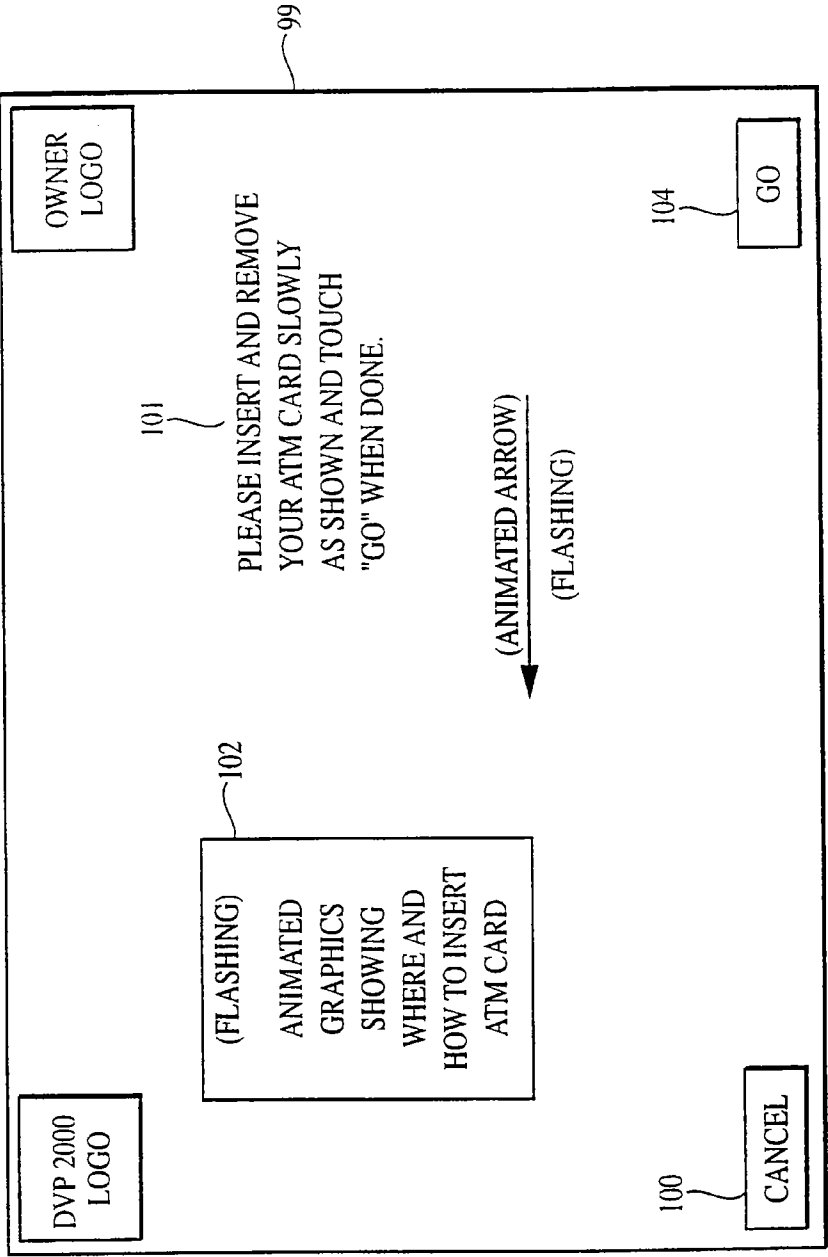 DVP 2000
LOGO
OWNER
LOGO
99
102
(FLASHING)
ANIMATED
GRAPHICS
SHOWING
WHERE AND
HOW TO INSERT
ATM CARD
101
PLEASE INSERT AND REMOVE
YOUR ATM CARD SLOWLY
AS SHOWN AND TOUCH
"GO" WHEN DONE.
(ANIMATED ARROW)
(FLASHING)
100
CANCEL
104
GO